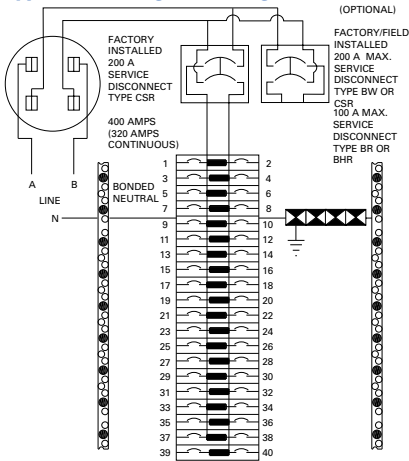 (OPTIONAL)
FACTORY
INSTALLED
200 A
SERVICE
DISCONNECT
TYPE CSR
400 AMPS
(320 AMPS
CONTINUOUS)
FACTORY/FIELD
INSTALLED
200 A MAX.
SERVICE
DISCONNECT
TYPE BW OR
CSR
100 A MAX.
SERVICE
DISCONNECT
TYPE BR OR
BHR
A B
LINE
N
BONDED
NEUTRAL
1 2
3 4
5 6
7 8
9 10
11 12
13 14
15 16
17 18
19 20
21 22
23 24
25 26
27 28
29 30
31 32
33 34
35 36
37 38
39 40